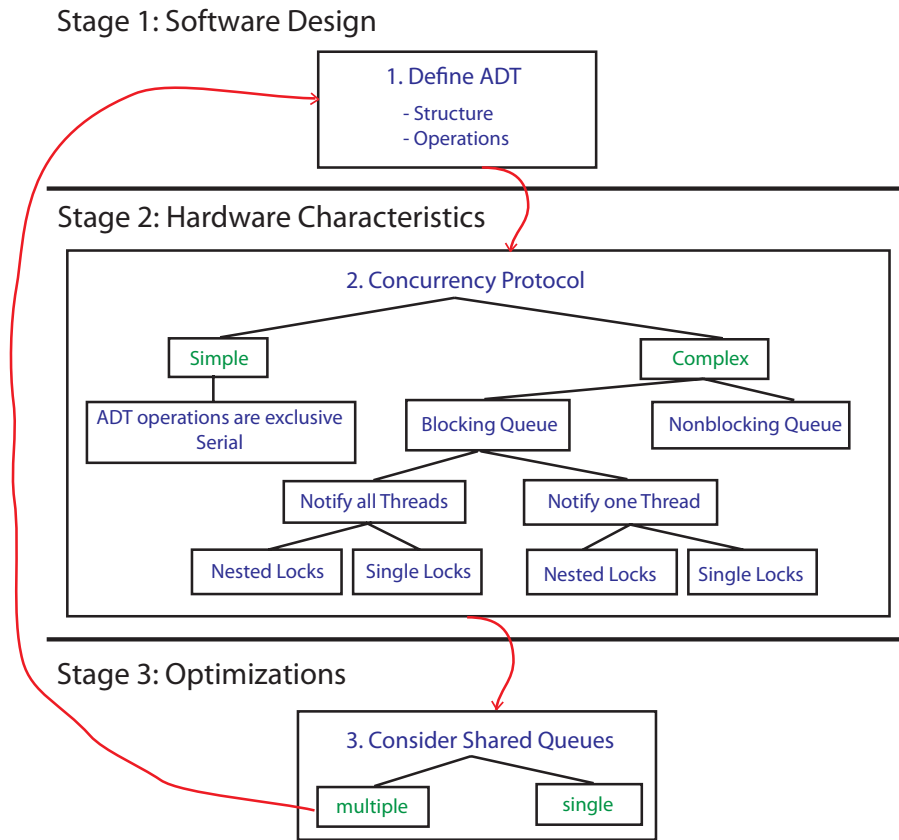 Stage 1: Software Design
1. Define ADT
- Structure
- Operations
Stage 2: Hardware Characteristics
2. Concurrency Protocol
Simple
Complex
ADT operations are exclusive
Serial
Blocking Queue
Nonblocking Queue
Notify all Threads
Notify one Thread
Nested Locks
Single Locks
Nested Locks
Single Locks
Stage 3: Optimizations
3. Consider Shared Queues
multiple
single